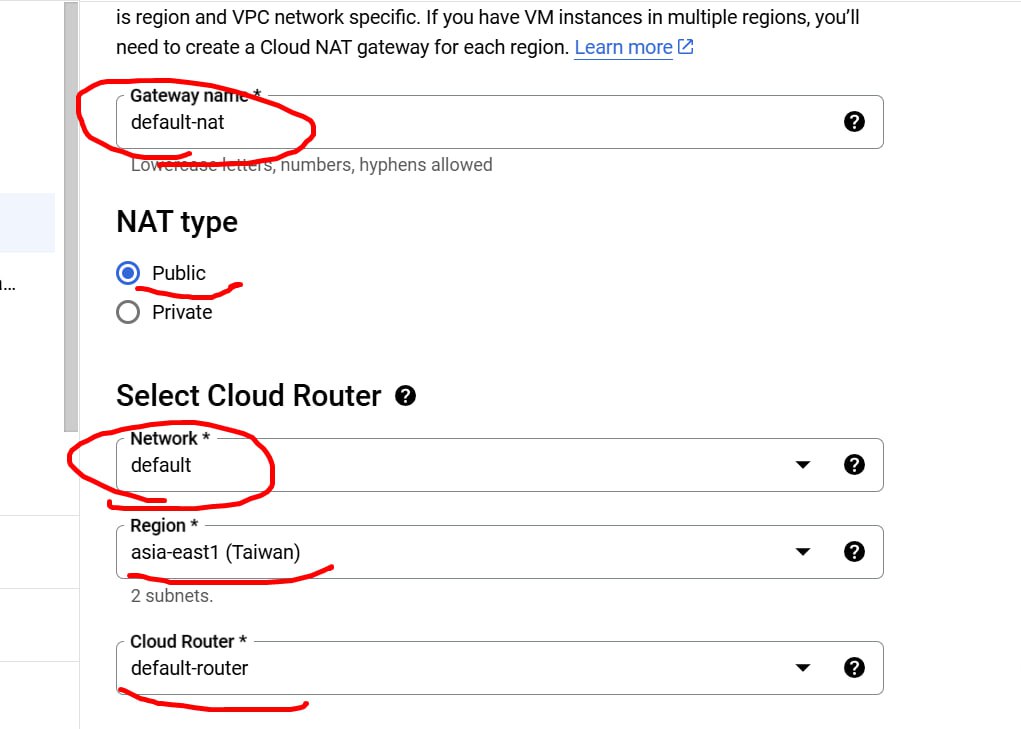 is region and VPC network specific. If you have VM instances in multiple regions, you’ll
need to create a Cloud NAT gateway for each region. Learn more
Gateway name *
default-nat
Lowercase letters, numbers, hyphens allowed
NAT type
Public
...
Private
Select Cloud Router
Network *
default
Region *
asia-east1 (Taiwan)
2 subnets.
Cloud Router *
default-router